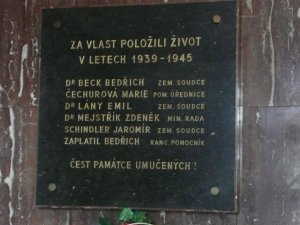 ZA VLAST POLOŽILI ŽIVOT
V LETECH 1939-1945
DR BECK BEDŘICH ZEM. SOUDCE
ČECHUROVÁ MARIE POM. ÚŘEDNICE
DR LÁNY EMIL ZEM. SOUDCE
DR MEJSTŘÍK ZDENĚK MIN. RADA
SCHINDLER JAROMÍR ZEM. SOUDCE
ZAPLATIL BEDŘICH KANC. POMOCNÍK
ČEST PAMÁTCE UMUČENÝCH!